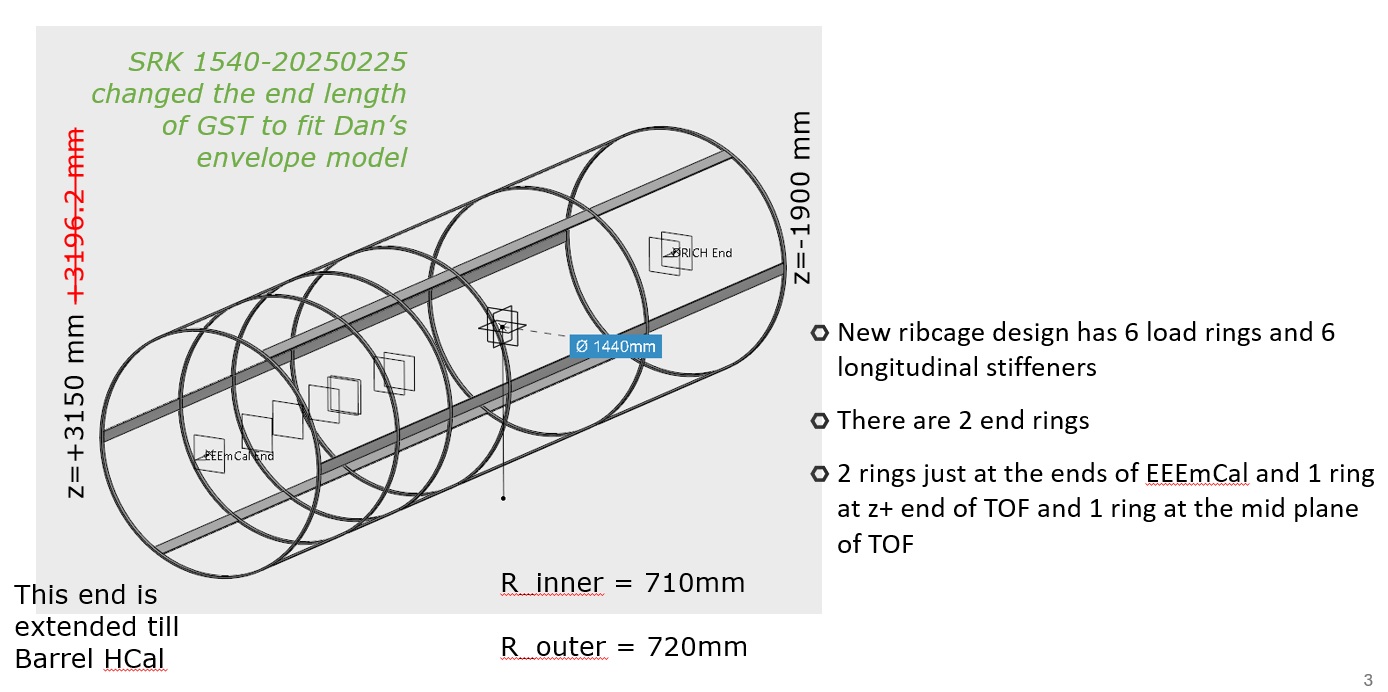 SRK 1540-20250225
changed the end length
of GST to fit Dan's
envelope model
z=+3150 mm +3196.2 mm
z=-1900 mm
DRICH End
Ø 1440mm
EEEmCal End
New ribcage design has 6 load rings and 6
longitudinal stiffeners
There are 2 end rings
2 rings just at the ends of EEEmCal and 1 ring
at z+ end of TOF and 1 ring at the mid plane
of TOF
This end is
extended till
Barrel HCal
R_inner = 710mm
R_outer = 720mm
3